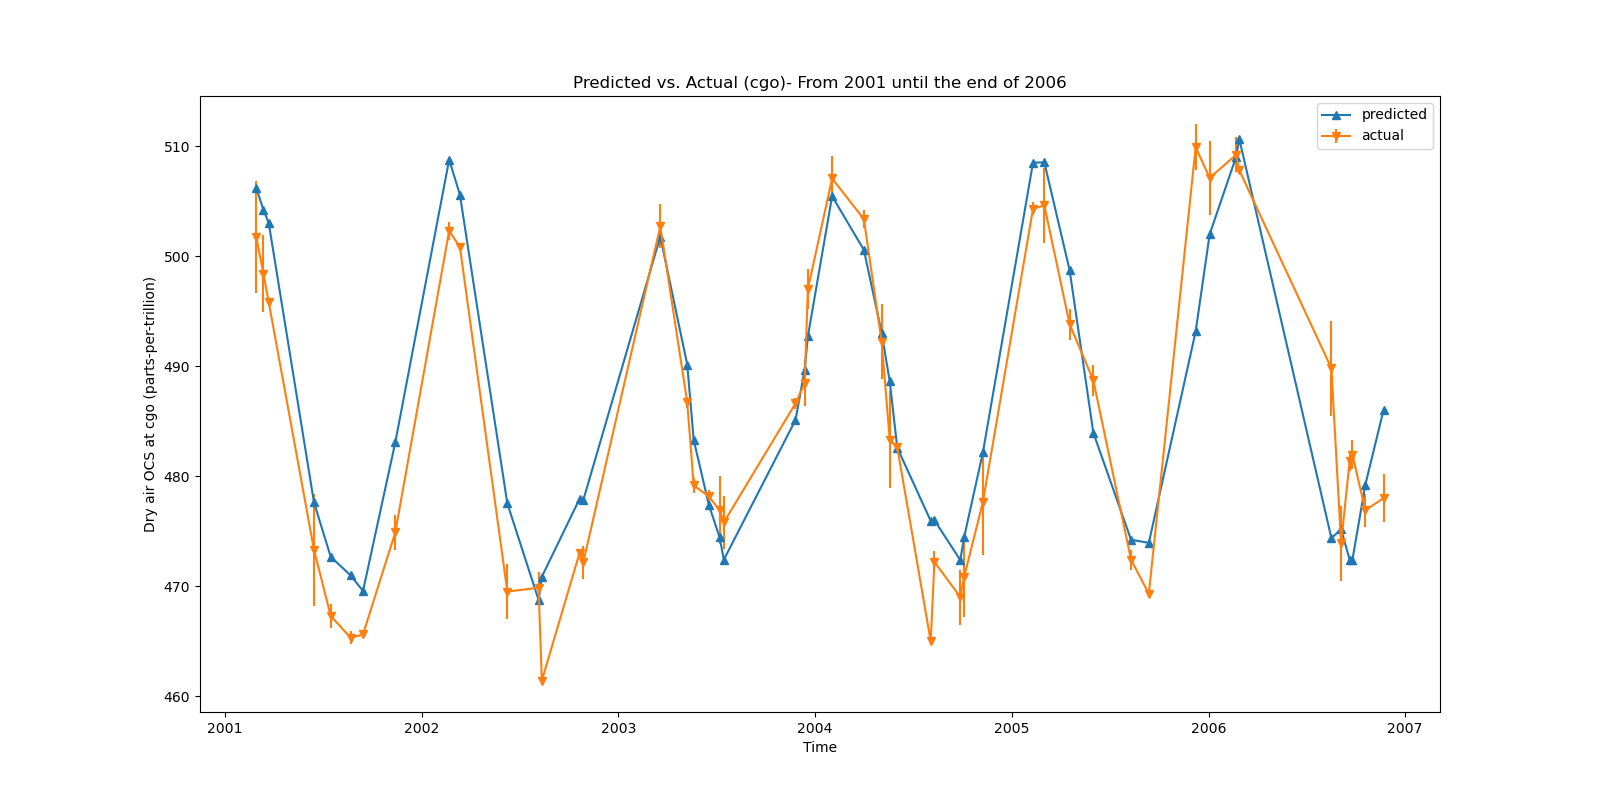 Predicted vs. Actual (cgo)- From 2001 until the end of 2006
predicted
actual
Dry air OCS at cgo (parts-per-trillion)
510
500
490
480
470
460
2001 2002 2003 2004 2005 2006 2007
Time